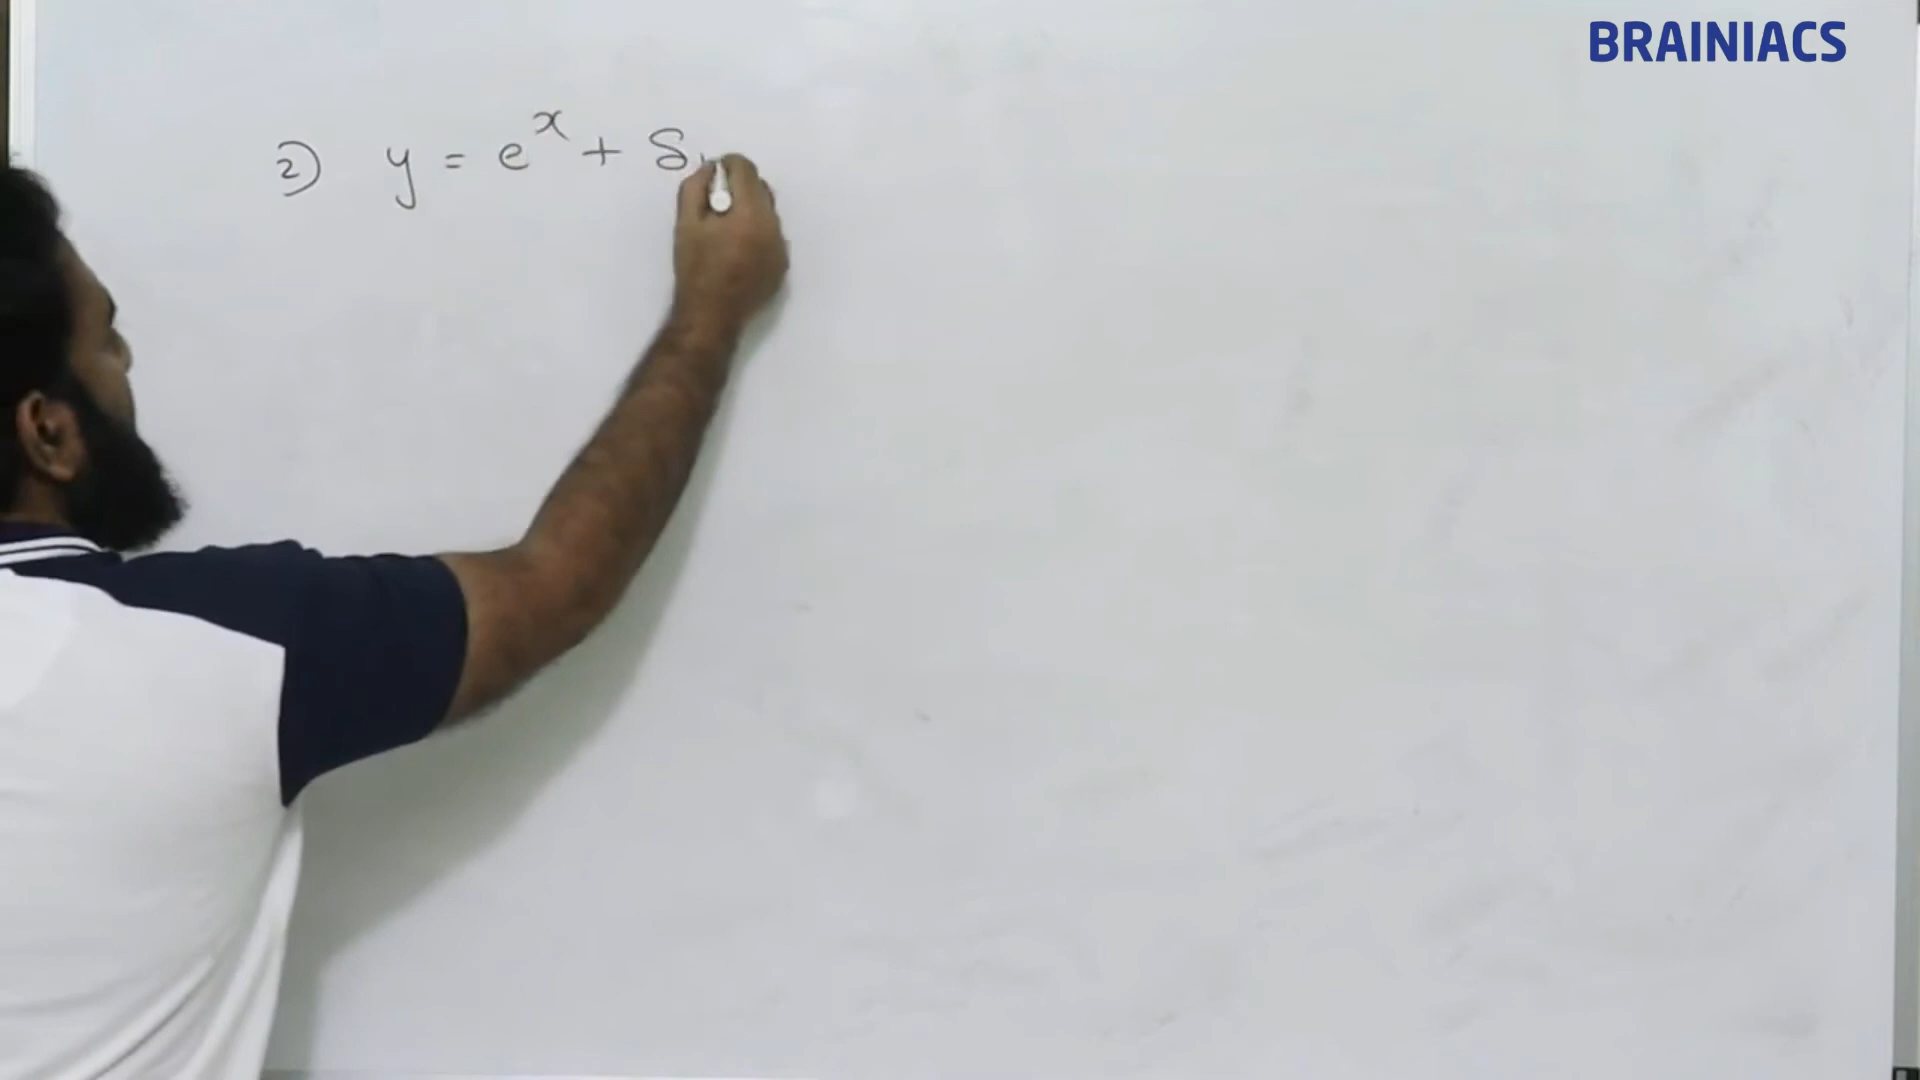 BRAINIACS
2) y = e^x + S